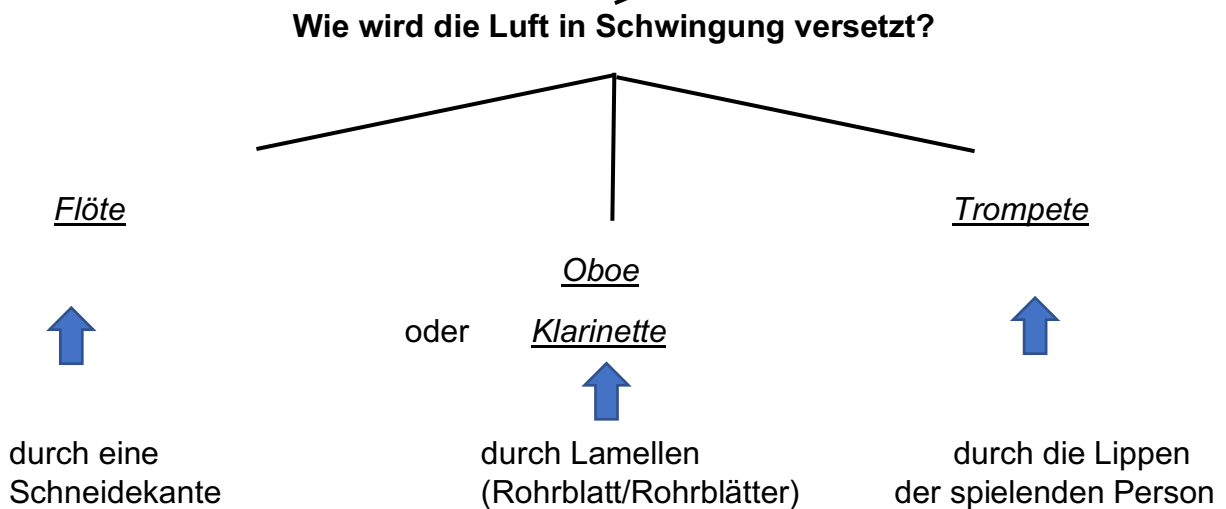 Wie wird die Luft in Schwingung versetzt?
Flöte
Trompete
Oboe
oder Klarinette
durch eine
Schneidekante
durch Lamellen
(Rohrblatt/Rohrblätter)
durch die Lippen
der spielenden Person